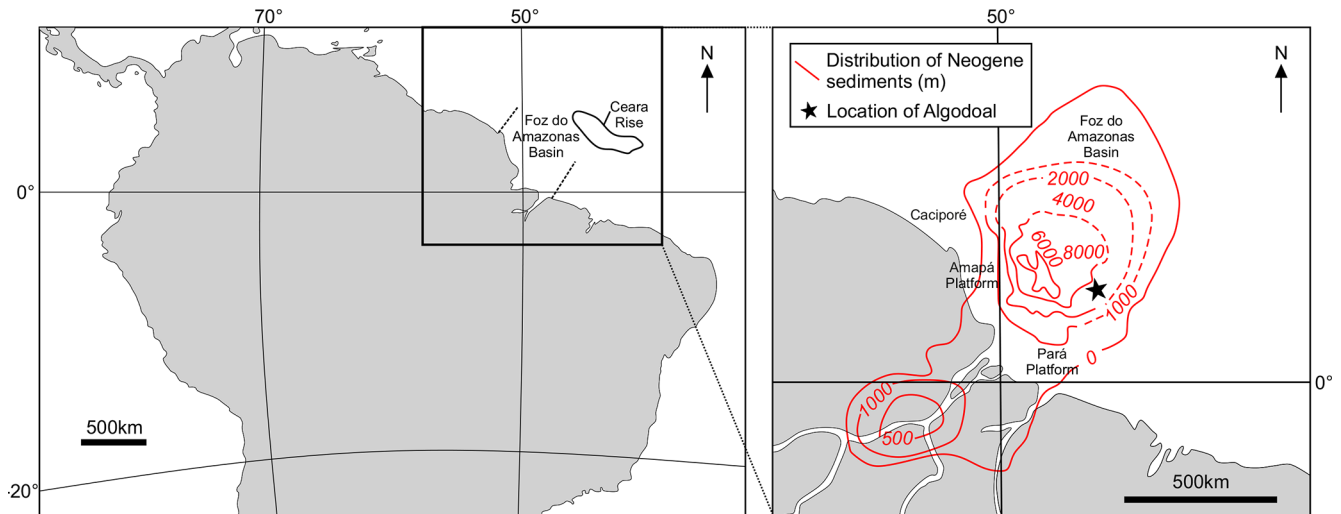 70°
50°
N
Ceara
Rise
Foz do
Amazonas
Basin
0°
500km
-20°
50°
Distribution of Neogene
sediments (m)
Location of Algodoal
N
Foz do
Amazonas
Basin
2000
4000
Caciporé
6000
8000
Amapá
Platform
1000
0
Pará
Platform
0°
1000
500
500km